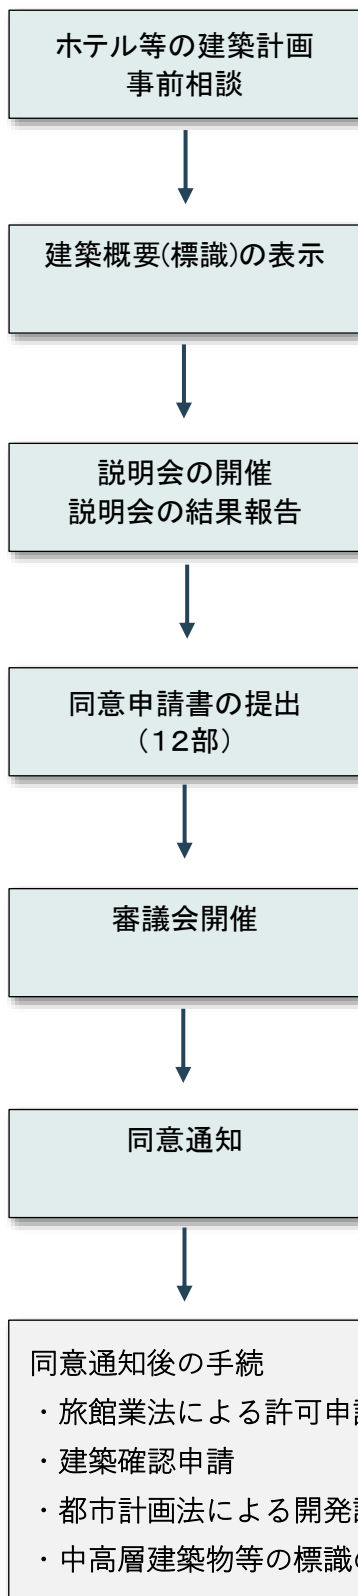 ホテル等の建築計画
事前相談
建築概要(標識)の表示
説明会の開催
説明会の結果報告
同意申請書の提出
（12部）
審議会開催
同意通知
同意通知後の手続
・旅館業法による許可申
・建築確認申請
・都市計画法による開発
・中高層建築物等の標識